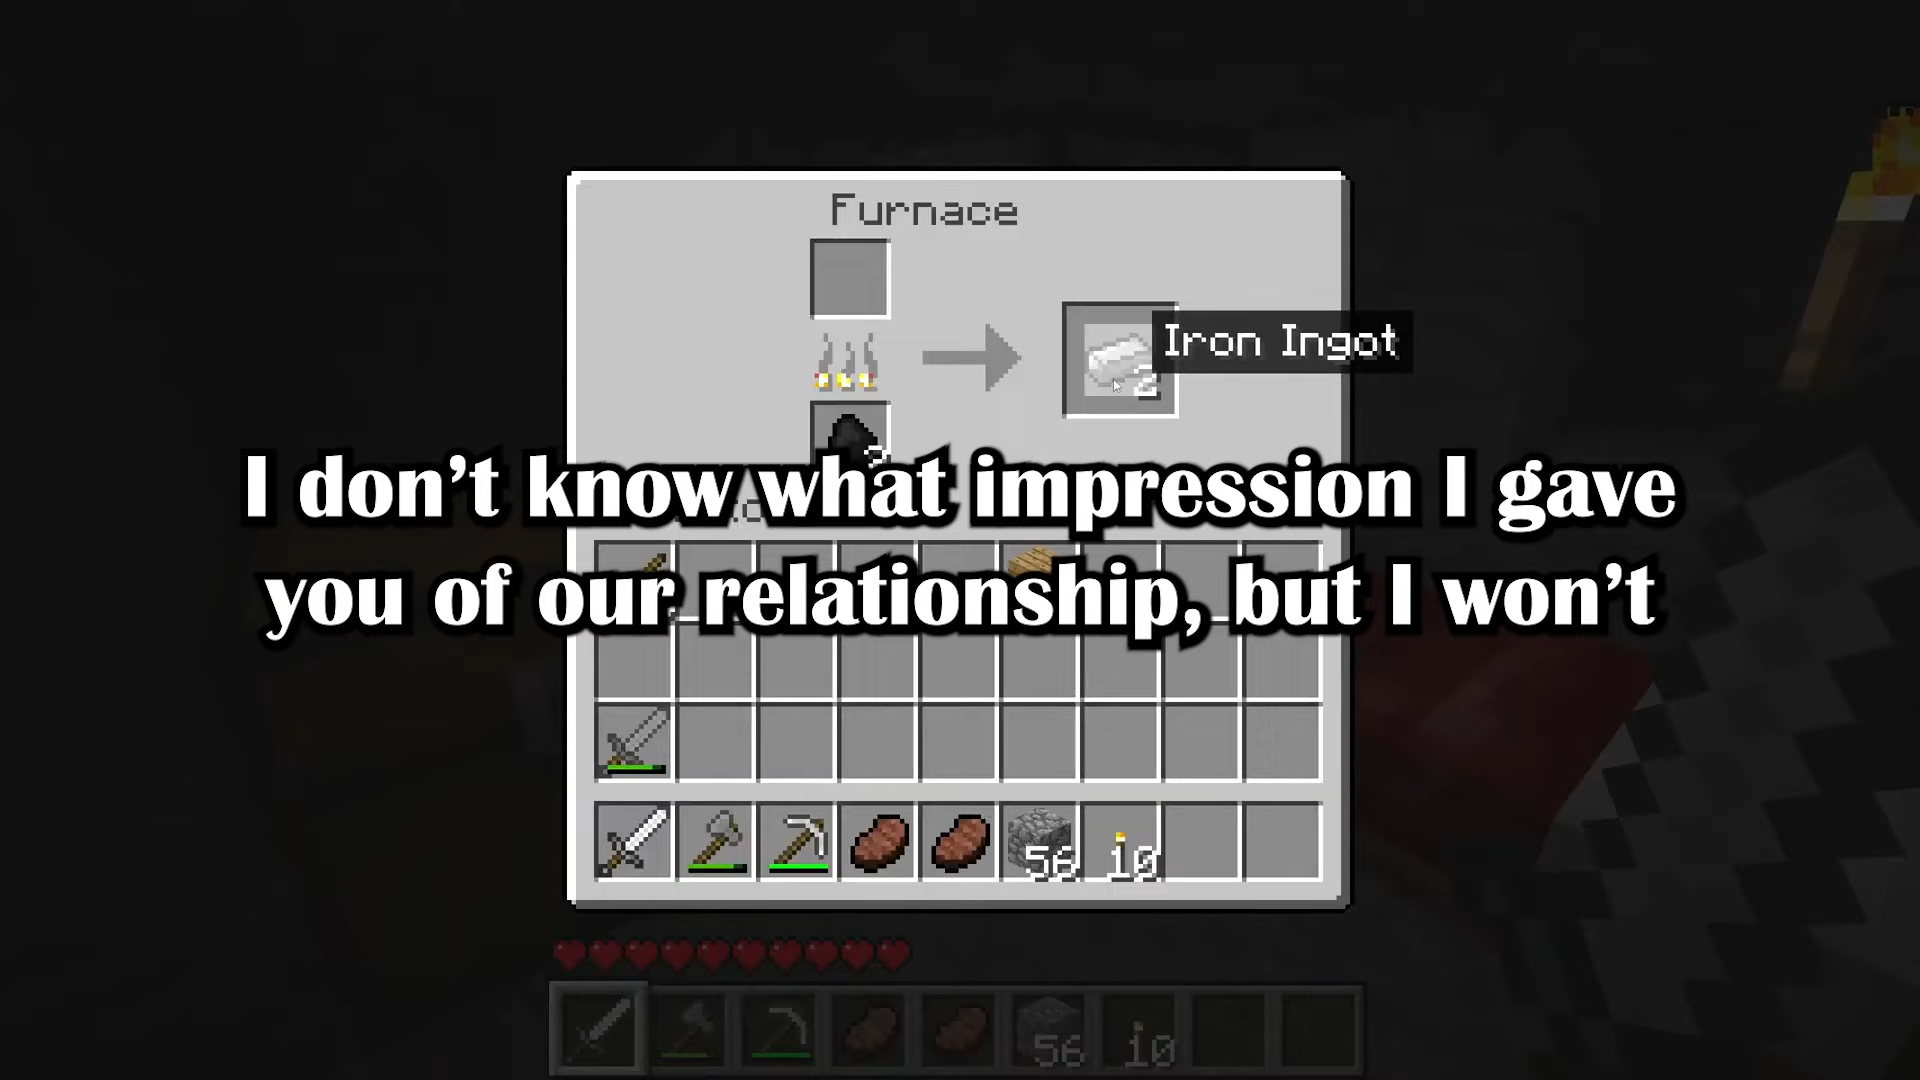 Furnace
Iron Ingot
2
I don't know what impression I gave
you of our relationship, but I won't
56 10
56 10